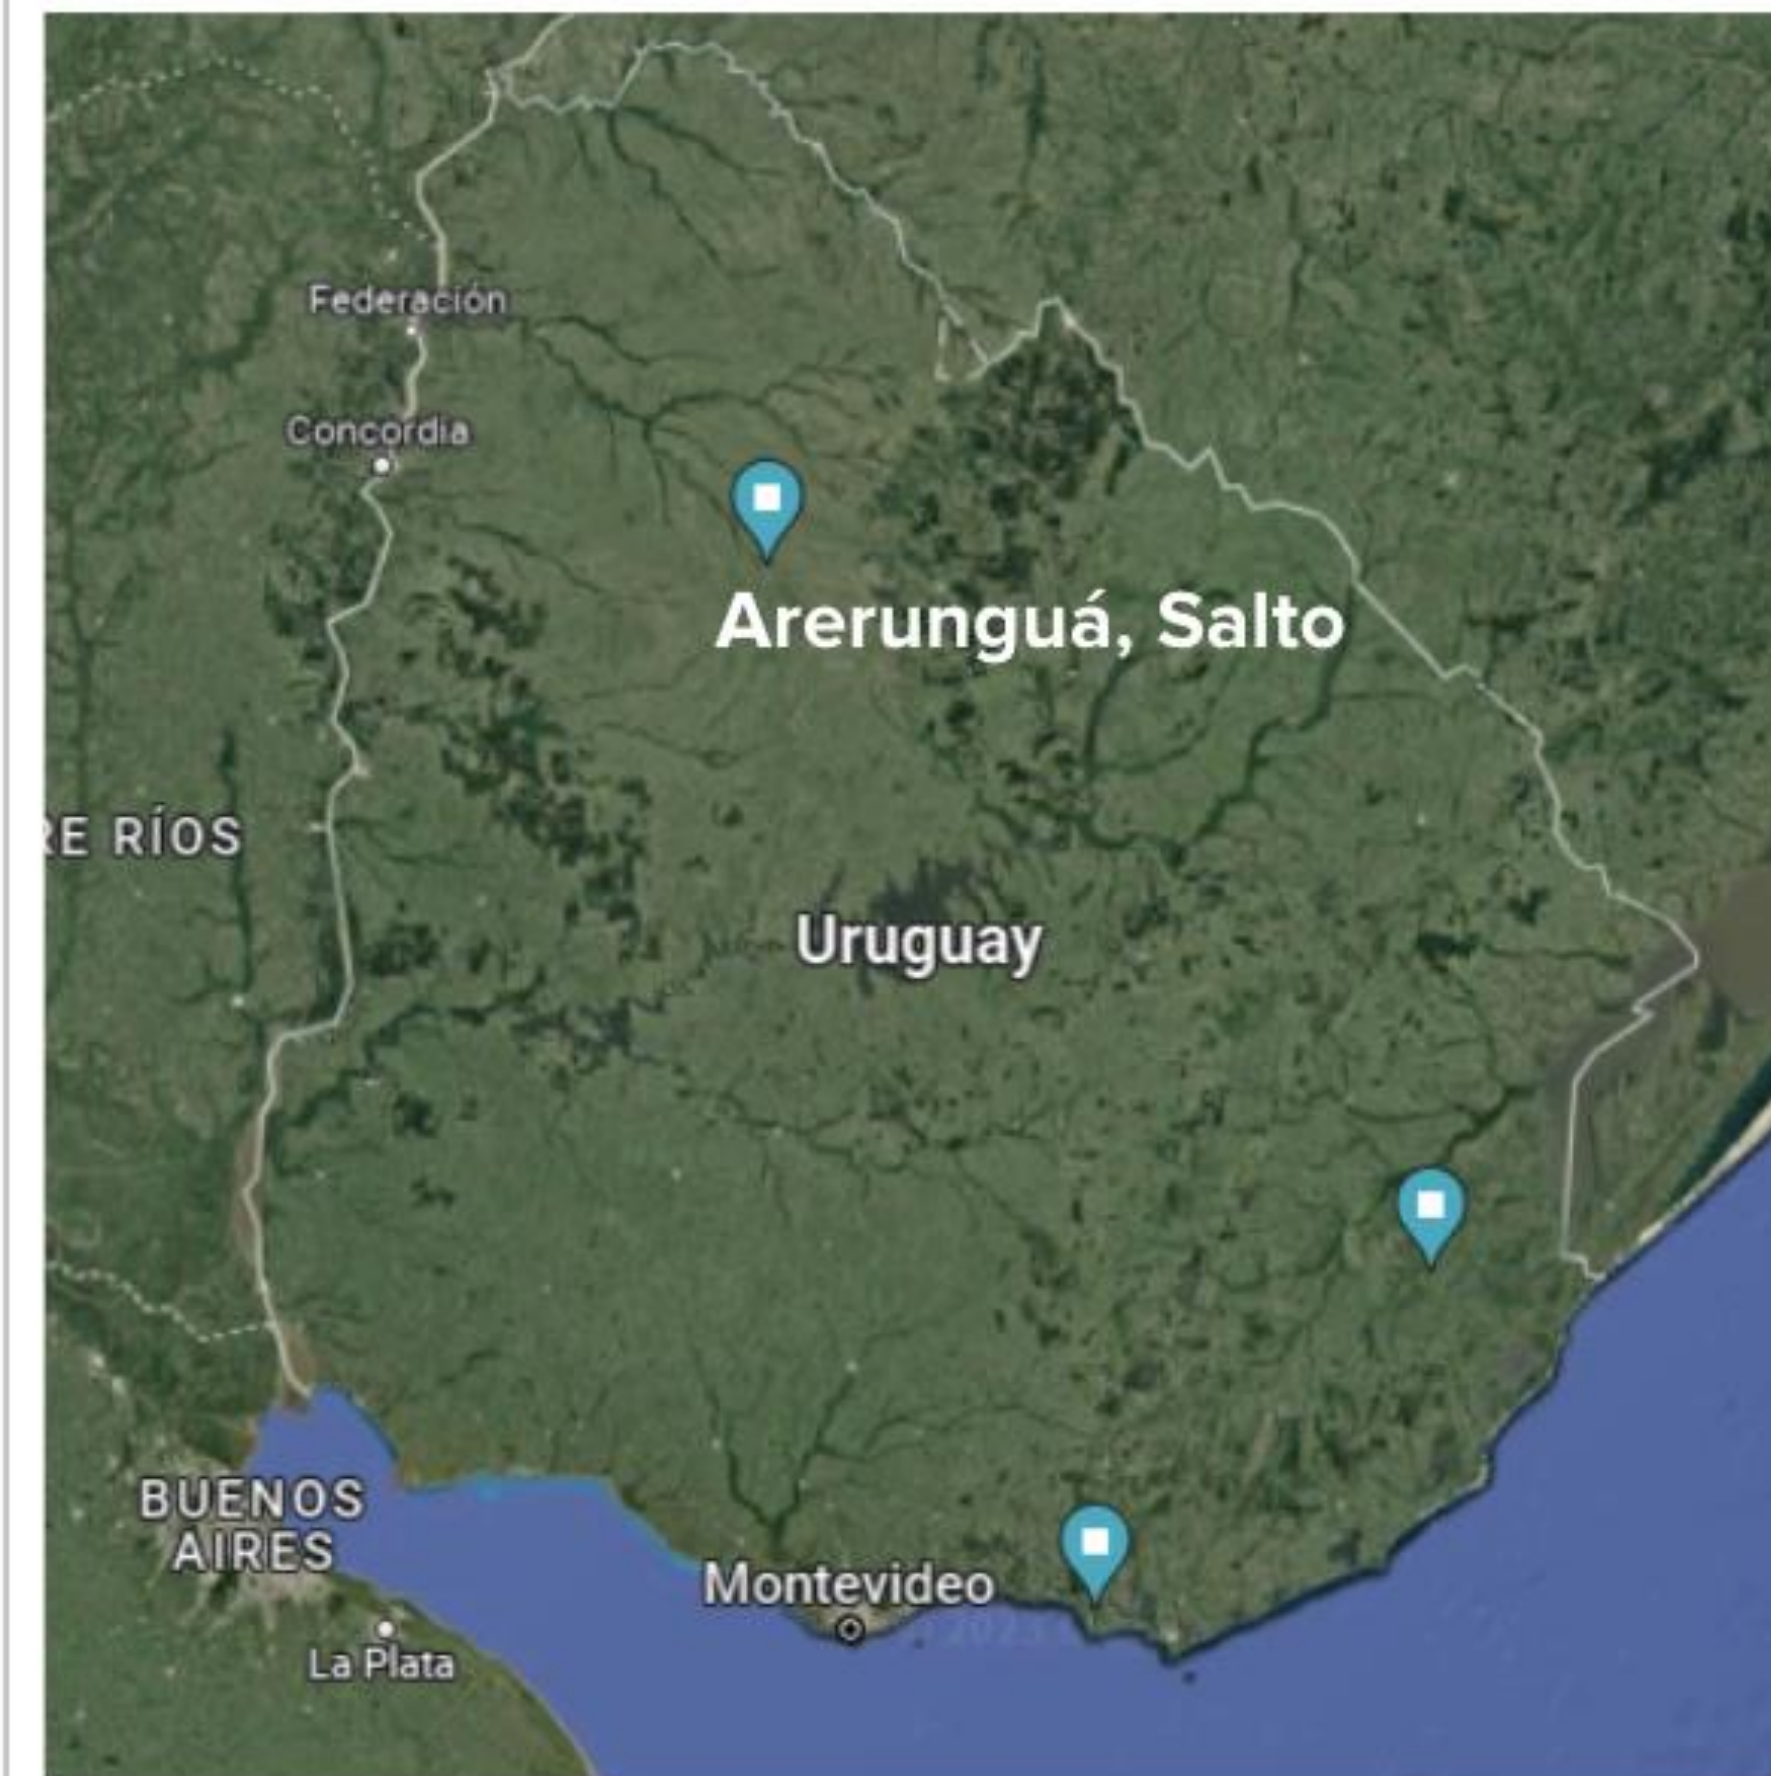 Federación
Concordia
Arerunguá, Salto
RE RÍOS
Uruguay
BUENOS
AIRES
Montevideo
La Plata